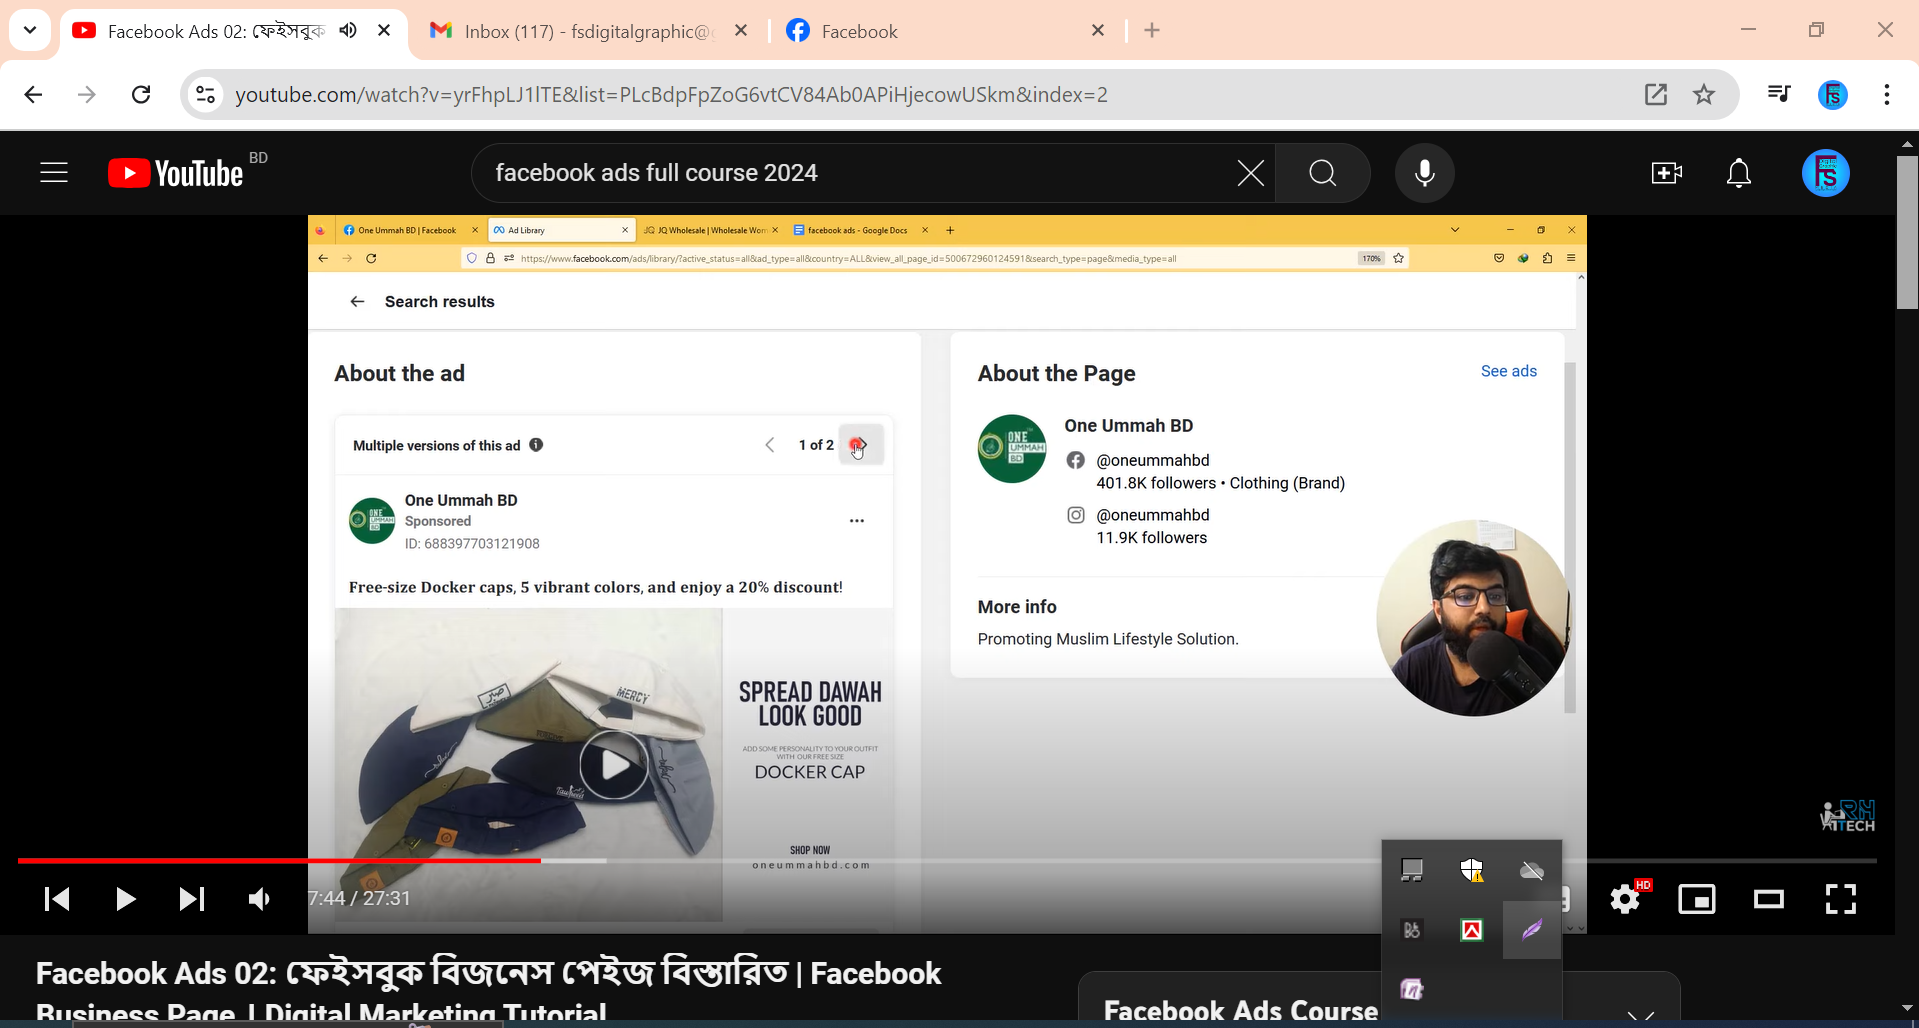 Facebook Ads 02: ফেইসবুক
Inbox (117) - fsdigitalgraphic@
Facebook
youtube.com/watch?v=yrFhpLJ1lTE&list=PLcBdpFpZoG6vtCV84Ab0APiHjecowUSkm&index=2
YouTube BD
facebook ads full course 2024
One Ummah BD | Facebook
Ad Library
JQ JQ Wholesale | Wholesale Wom
facebook ads - Google Docs
https://www.facebook.com/ads/library/?active_status=all&ad_type=all&country=ALL&view_all_page_id=500672960124591&search_type=page&media_type=all
170%
Search results
About the ad
Multiple versions of this ad
1 of 2
One Ummah BD
Sponsored
ID: 688397703121908
Free-size Docker caps, 5 vibrant colors, and enjoy a 20% discount!
MERCY
SPREAD DAWAH
LOOK GOOD
ADD SOME PERSONALITY TO YOUR OUTFIT
WITH OUR FREE SIZE
DOCKER CAP
SHOP NOW
oneummahbd.com
About the Page
See ads
ONE UMMAH BD
One Ummah BD
@oneummahbd
401.8K followers • Clothing (Brand)
@oneummahbd
11.9K followers
More info
Promoting Muslim Lifestyle Solution.
RH
ITECH
7:44 / 27:31
HD
Facebook Ads 02: ফেইসবুক বিজনেস পেইজ বিস্তারিত | Facebook
Business Page | Digital Marketing Tutorial
Facebook Ads Course